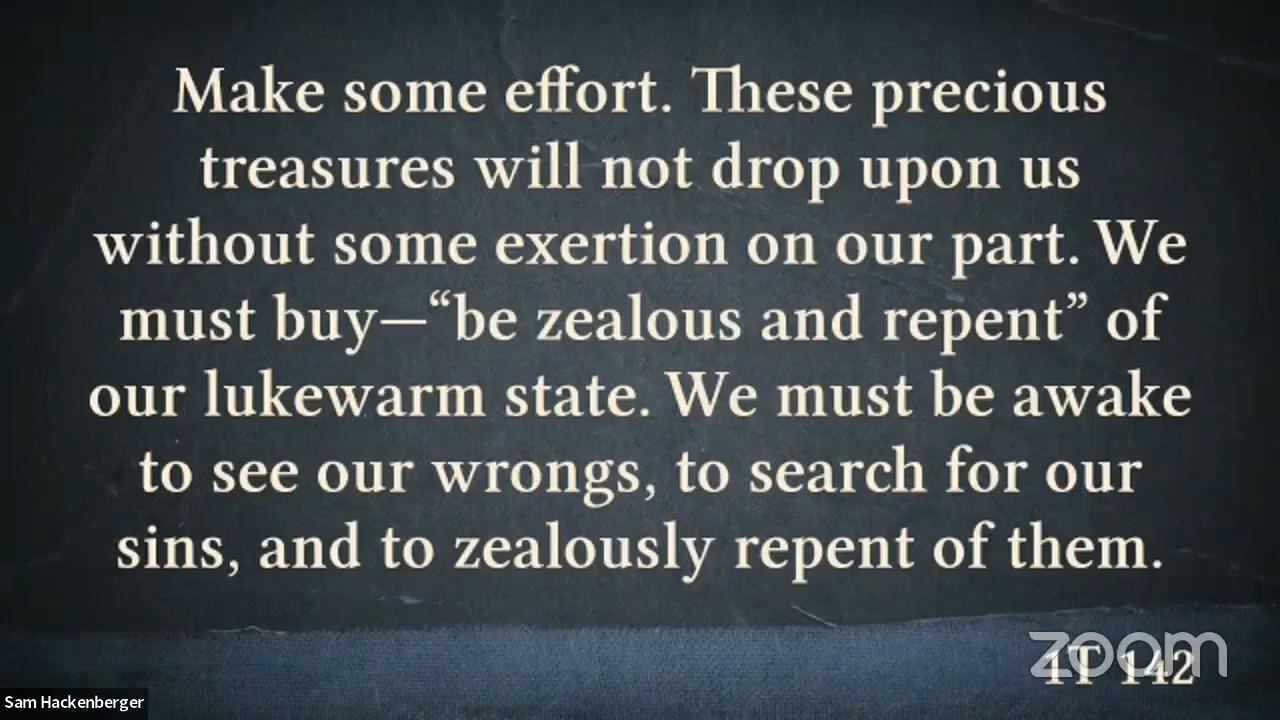 Make some effort. These precious
treasures will not drop upon us
without some exertion on our part. We
must buy—“be zealous and repent” of
our lukewarm state. We must be awake
to see our wrongs, to search for our
sins, and to zealously repent of them.
zoom
1T 142
Sam Hackenberger